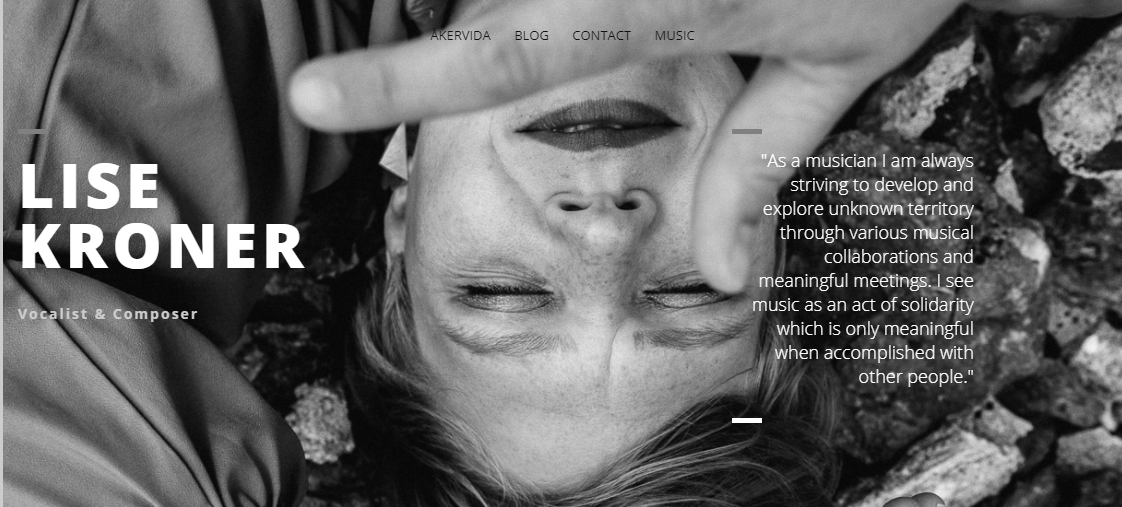 AKERVIDA BLOG CONTACT MUSIC
LISE
KRONER
Vocalist & Composer
"As a musician I am always
striving to develop and
explore unknown territory
through various musical
collaborations and
meaningful meetings. I see
music as an act of solidarity
which is only meaningful
when accomplished with
other people."